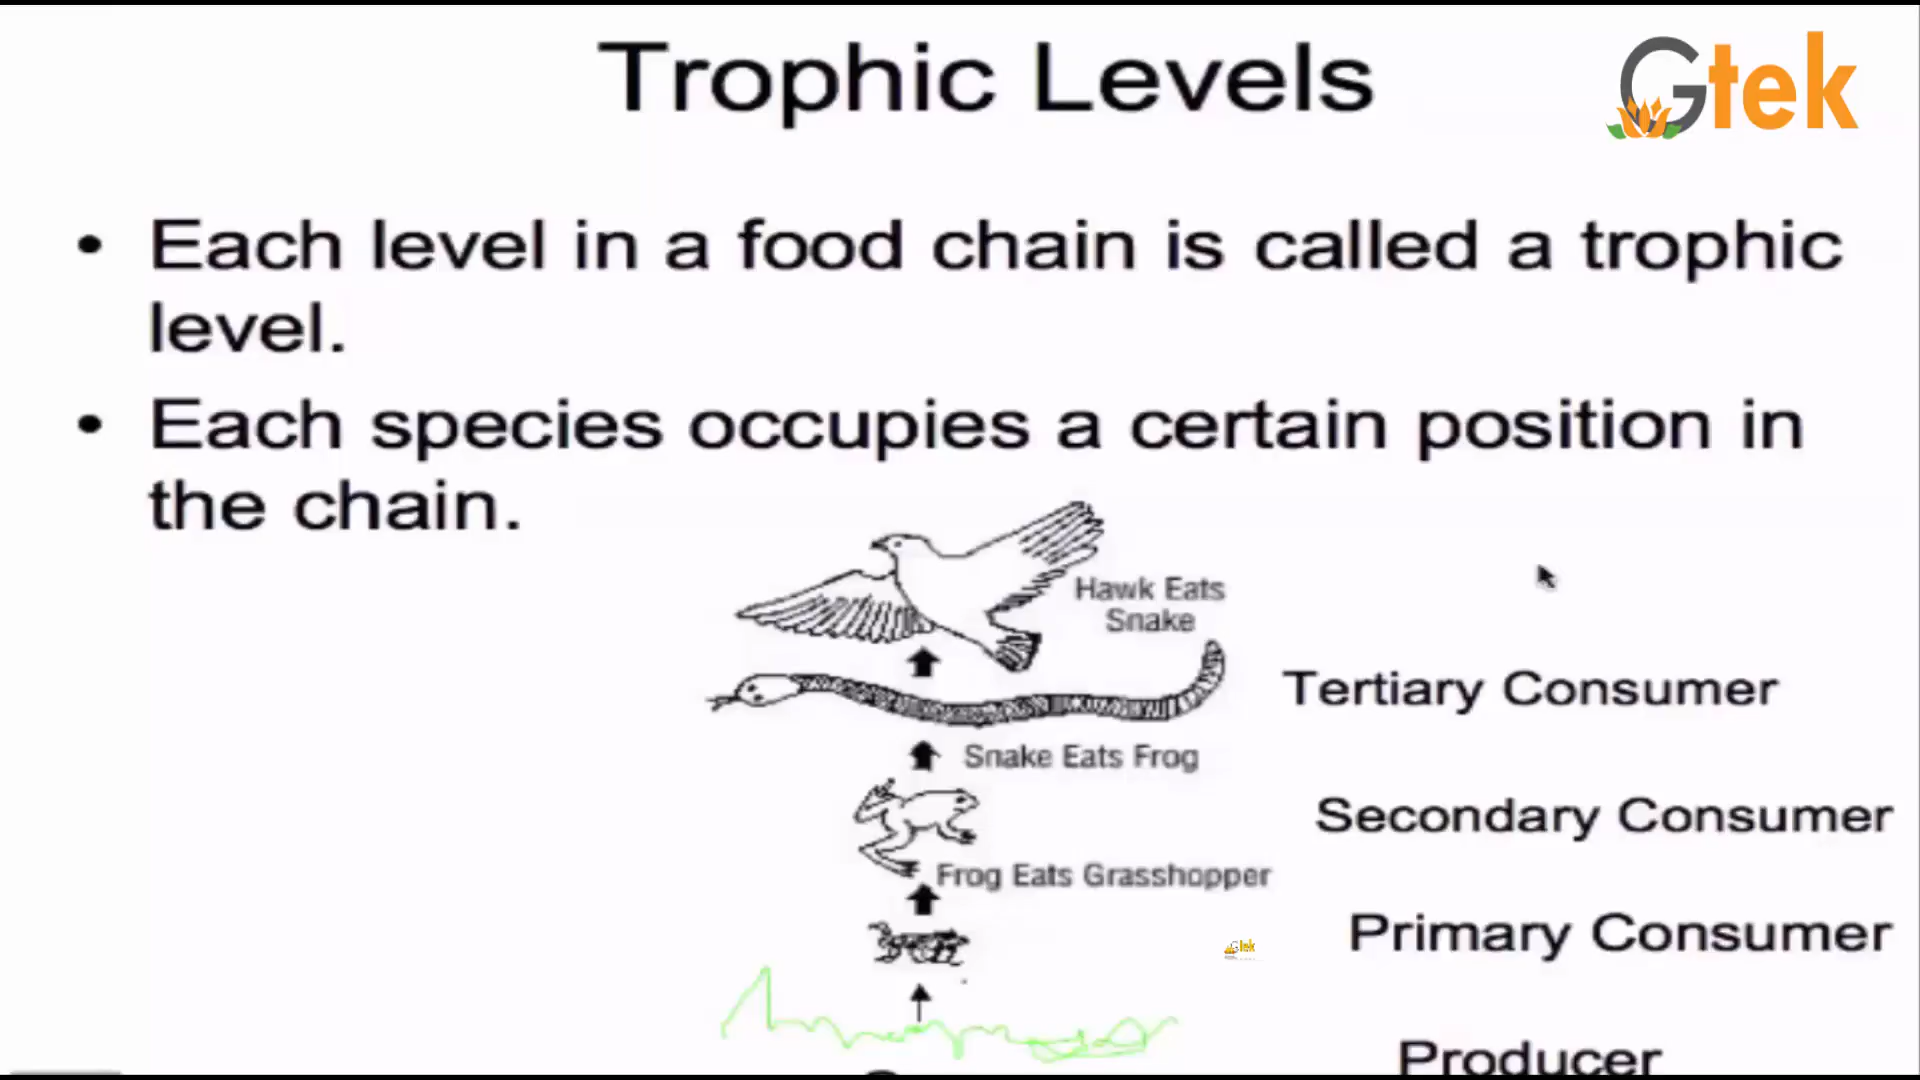 Trophic Levels
Gtek
• Each level in a food chain is called a trophic
level.
• Each species occupies a certain position in
the chain.
Hawk Eats
Snake
Tertiary Consumer
Snake Eats Frog
Secondary Consumer
Frog Eats Grasshopper
Primary Consumer
Gtek
Producer